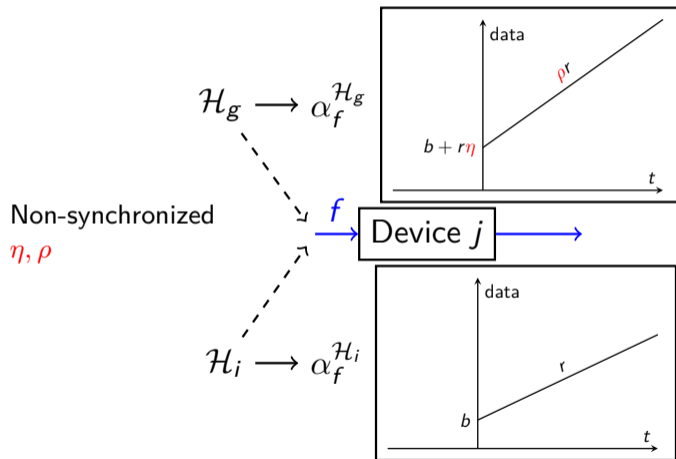 data
ρr
b + rη
t
ℋ_g → α_f^{ℋ_g}
Non-synchronized
η, ρ
f
Device j
ℋ_i → α_f^{ℋ_i}
data
r
b
t